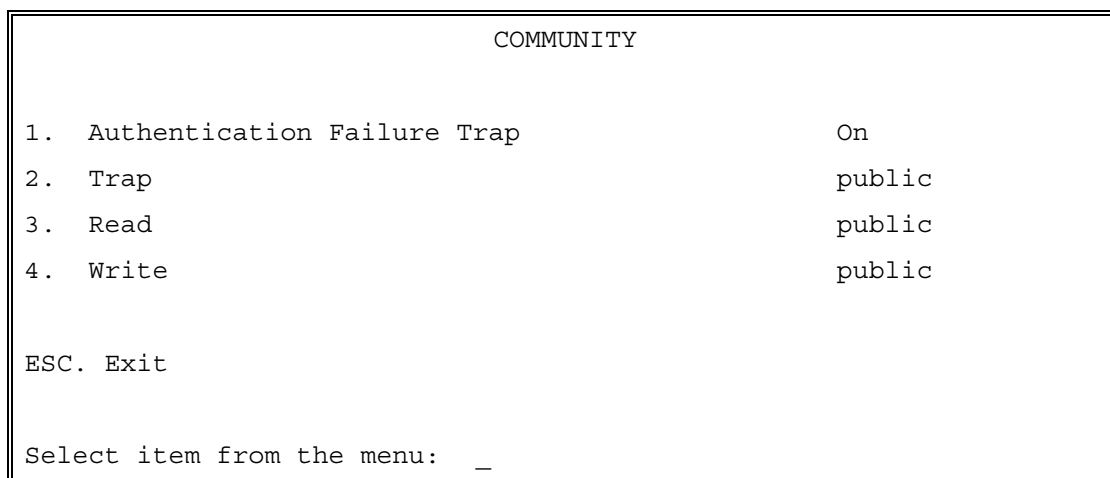 COMMUNITY
1. Authentication Failure Trap On
2. Trap public
3. Read public
4. Write public
ESC. Exit
Select item from the menu: _